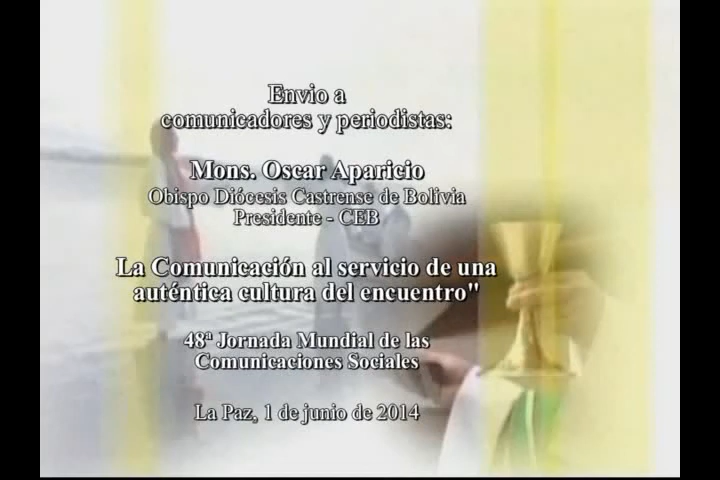 Envio a
comunicadores y periodistas:
Mons. Oscar Aparicio
Obispo Diócesis Castrense de Bolívia
Presidente - CEB
La Comunicación al servicio de una
auténtica cultura del encuentro"
48ª Jornada Mundial de las
Comunicaciones Sociales
La Paz, 1 de junio de 2014